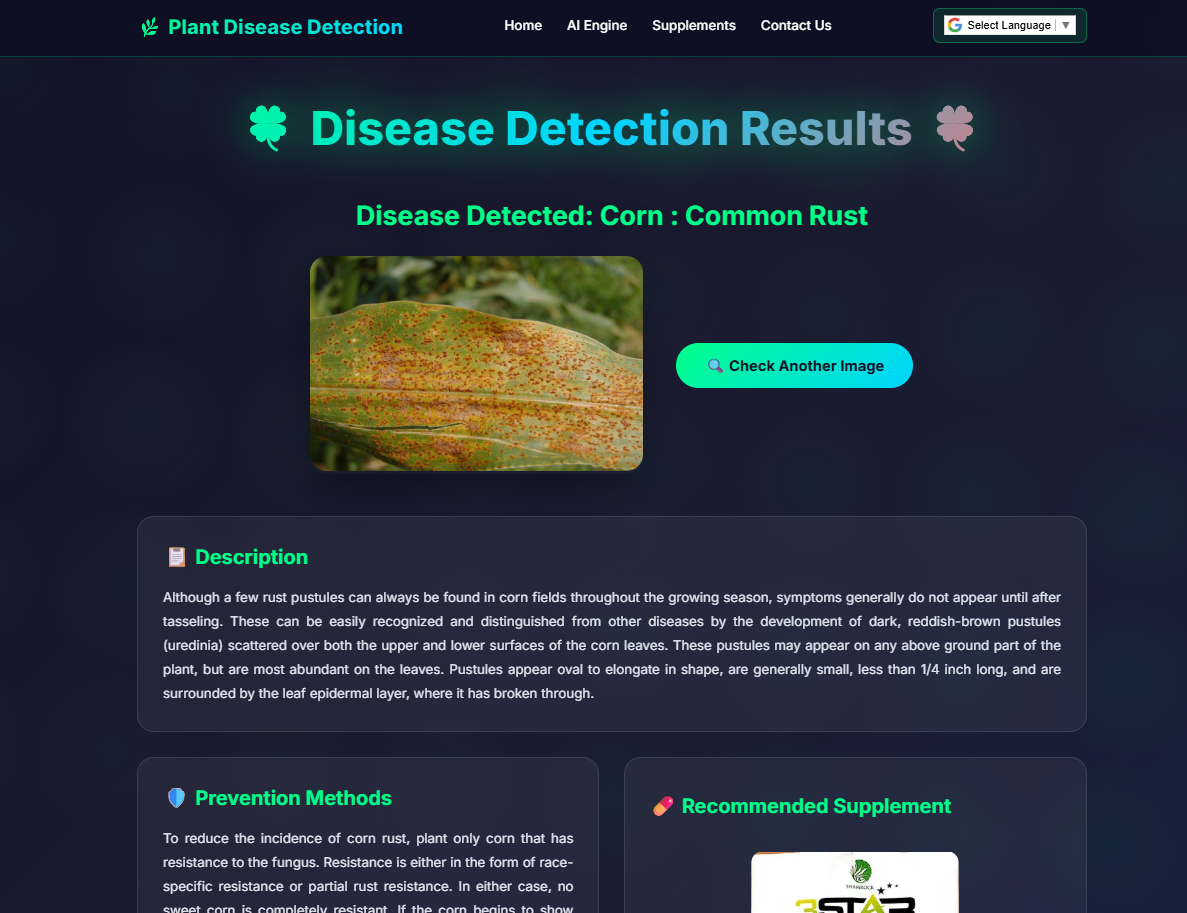 Plant Disease Detection
Home
AI Engine
Supplements
Contact Us
Select Language ▼
Disease Detection Results
Disease Detected: Corn : Common Rust
Check Another Image
Description
Although a few rust pustules can always be found in corn fields throughout the growing season, symptoms generally do not appear until after
tasseling. These can be easily recognized and distinguished from other diseases by the development of dark, reddish-brown pustules
(uredinia) scattered over both the upper and lower surfaces of the corn leaves. These pustules may appear on any above ground part of the
plant, but are most abundant on the leaves. Pustules appear oval to elongate in shape, are generally small, less than 1/4 inch long, and are
surrounded by the leaf epidermal layer, where it has broken through.
Prevention Methods
To reduce the incidence of corn rust, plant only corn that has
resistance to the fungus. Resistance is either in the form of race-
specific resistance or partial rust resistance. In either case, no
sweet corn is completely resistant. If the corn begins to show
Recommended Supplement
SHAMROCK
3STAR